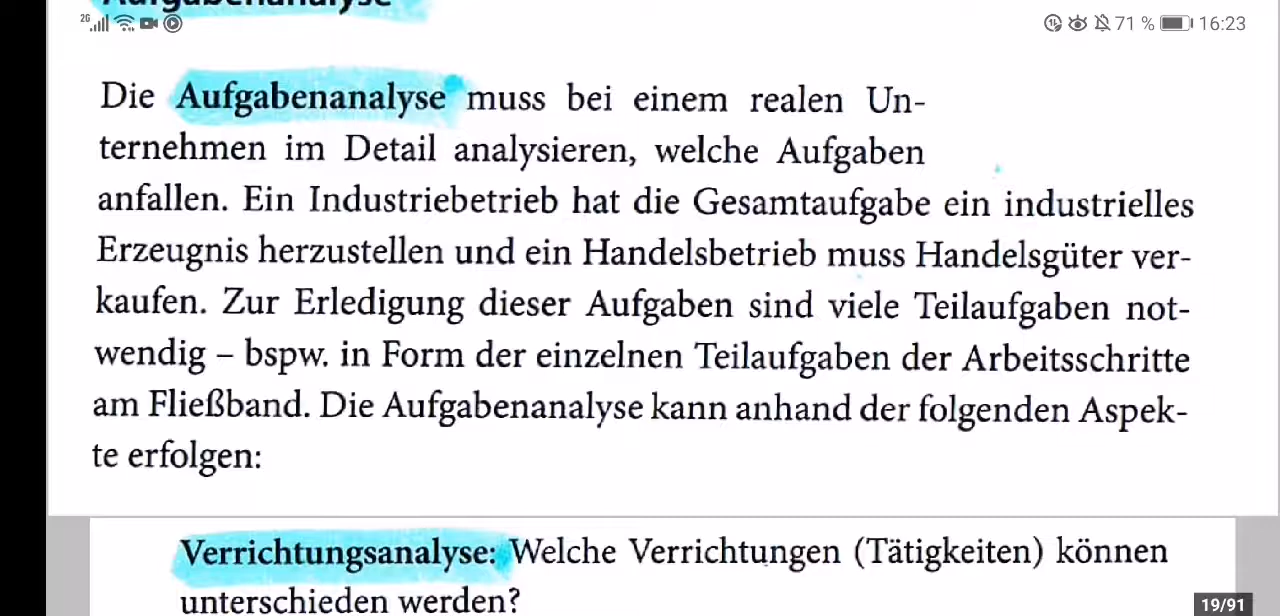 Aufgabenanalyse
2G 71 % 16:23
Die Aufgabenanalyse muss bei einem realen Un-
ternehmen im Detail analysieren, welche Aufgaben
anfallen. Ein Industriebetrieb hat die Gesamtaufgabe ein industrielles
Erzeugnis herzustellen und ein Handelsbetrieb muss Handelsgüter ver-
kaufen. Zur Erledigung dieser Aufgaben sind viele Teilaufgaben not-
wendig – bspw. in Form der einzelnen Teilaufgaben der Arbeitsschritte
am Fließband. Die Aufgabenanalyse kann anhand der folgenden Aspek-
te erfolgen:
Verrichtungsanalyse: Welche Verrichtungen (Tätigkeiten) können
unterschieden werden?
19/91